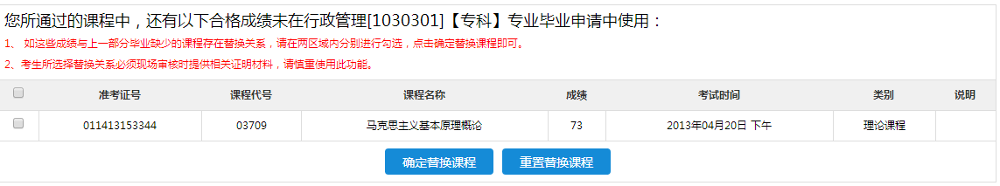 您所通过的课程中，还有以下合格成绩未在行政管理[1030301]【专科】专业毕业申请中使用：
1、 如这些成绩与上一部分毕业缺少的课程存在替换关系，请在两区域内分别进行勾选，点击确定替换课程即可。
2、考生所选择替换关系必须现场审核时提供相关证明材料，请慎重使用此功能。
准考证号 课程代号 课程名称 成绩 考试时间 类别 说明
011413153344 03709 马克思主义基本原理概论 73 2013年04月20日 下午 理论课程
确定替换课程 重置替换课程